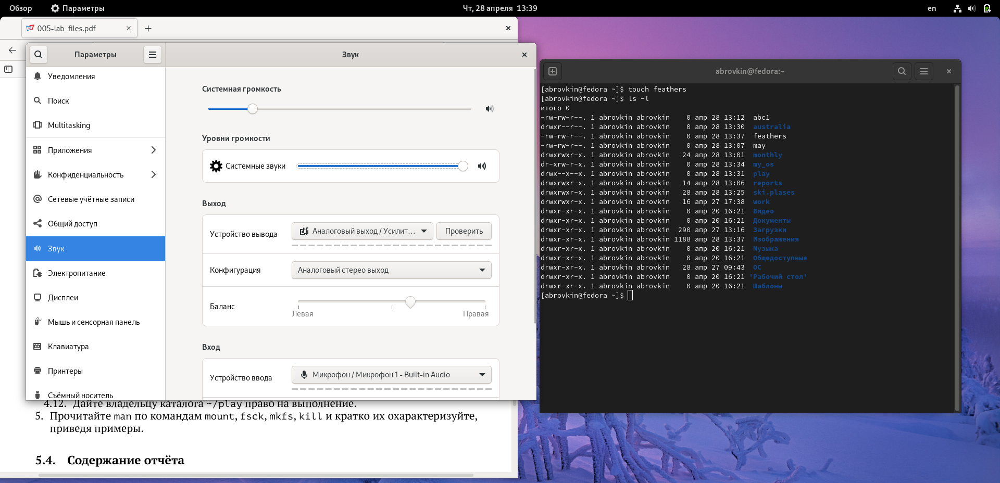 Обзор
Параметры
Чт, 28 апреля 13:39
en
005-lab_files.pdf
Параметры
Звук
Уведомления
Поиск
Multitasking
Приложения
Конфиденциальность
Сетевые учётные записи
Общий доступ
Звук
Электропитание
Дисплеи
Мышь и сенсорная панель
Клавиатура
Принтеры
Съёмный носитель
Системная громкость
Уровни громкости
Системные звуки
Выход
Устройство вывода
Аналоговый выход / Усилит...
Проверить
Конфигурация
Аналоговый стерео выход
Баланс
Левая
Правая
Вход
Устройство ввода
Микрофон / Микрофон 1 - Built-in Audio
4.12. Дайте владельцу каталога ~/play право на выполнение.
5. Прочитайте man по командам mount, fsck, mkfs, kill и кратко их охарактеризуйте,
приведя примеры.
5.4. Содержание отчёта
abrovkin@fedora:~
[abrovkin@fedora ~]$ touch feathers
[abrovkin@fedora ~]$ ls -l
итого 0
-rw-rw-r--. 1 abrovkin abrovkin    0 апр 28 13:12  abc1
drwxr--r--. 1 abrovkin abrovkin    0 апр 28 13:30  australia
-rw-rw-r--. 1 abrovkin abrovkin    0 апр 28 13:37  feathers
-rw-rw-r--. 1 abrovkin abrovkin    0 апр 28 13:07  may
drwxrwxr-x. 1 abrovkin abrovkin   24 апр 28 13:01  monthly
dr-xrw-r-x. 1 abrovkin abrovkin    0 апр 28 13:34  my_os
drwx--x--x. 1 abrovkin abrovkin    0 апр 28 13:31  play
drwxrwxr-x. 1 abrovkin abrovkin   14 апр 28 13:06  reports
drwxrwxr-x. 1 abrovkin abrovkin   28 апр 28 13:25  ski.plases
drwxrwxr-x. 1 abrovkin abrovkin   16 апр 27 17:38  work
drwxr-xr-x. 1 abrovkin abrovkin    0 апр 20 16:21  Видео
drwxr-xr-x. 1 abrovkin abrovkin    0 апр 20 16:21  Документы
drwxr-xr-x. 1 abrovkin abrovkin  290 апр 27 13:16  Загрузки
drwxr-xr-x. 1 abrovkin abrovkin 1188 апр 28 13:37  Изображения
drwxr-xr-x. 1 abrovkin abrovkin    0 апр 20 16:21  Музыка
drwxr-xr-x. 1 abrovkin abrovkin    0 апр 20 16:21  Общедоступные
drwxr-xr-x. 1 abrovkin abrovkin   28 апр 27 09:43  ОС
drwxr-xr-x. 1 abrovkin abrovkin    0 апр 20 16:21 'Рабочий стол'
drwxr-xr-x. 1 abrovkin abrovkin    0 апр 20 16:21  Шаблоны
[abrovkin@fedora ~]$